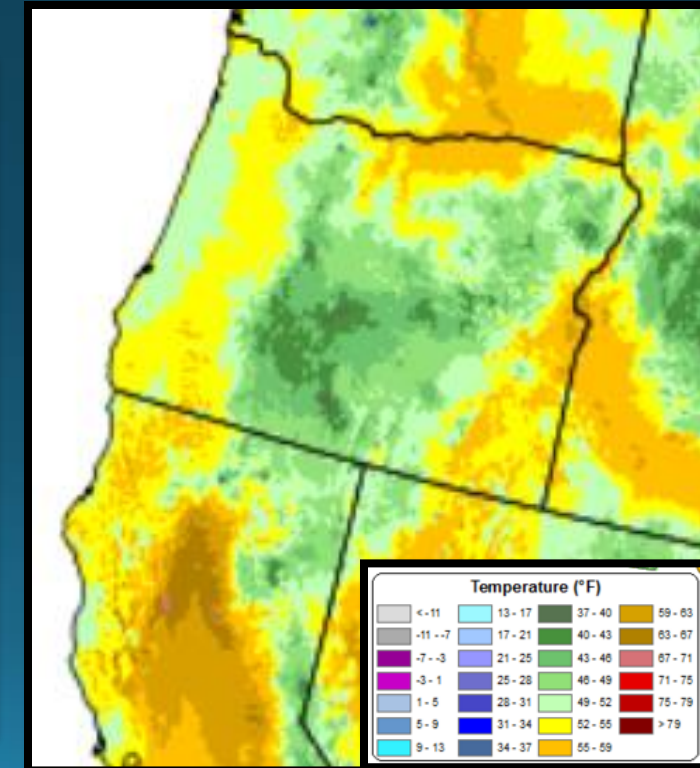 Temperature (°F)
< -11 13 - 17 37 - 40 59 - 63
-11 - -7 17 - 21 40 - 43 63 - 67
-7 - -3 21 - 25 43 - 46 67 - 71
-3 - 1 25 - 28 46 - 49 71 - 75
1 - 5 28 - 31 49 - 52 75 - 79
5 - 9 31 - 34 52 - 55 > 79
9 - 13 34 - 37 55 - 59